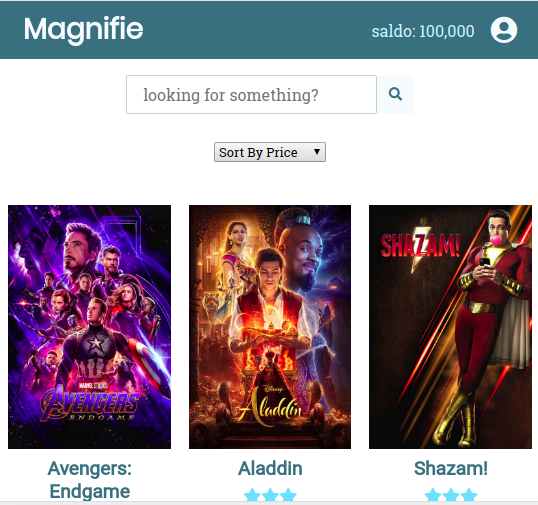 Magnifie
saldo: 100,000
looking for something?
Sort By Price
MARVEL STUDIOS
AVENGERS
ENDGAME
Disney
Aladdin
SHAZAM!
Avengers:
Endgame
Aladdin
Shazam!